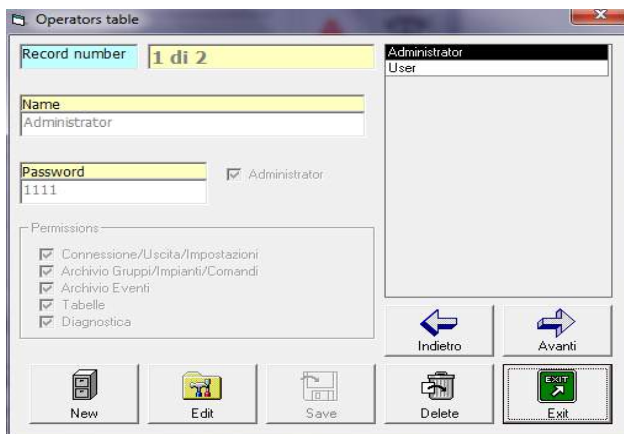 Operators table
Record number
1 di 2
Administrator
User
Name
Administrator
Password
1111
Administrator
Permissions
Connessione/Uscita/Impostazioni
Archivio Gruppi/Impianti/Comandi
Archivio Eventi
Tabelle
Diagnostica
Indietro
Avanti
New
Edit
Save
Delete
EXIT
Exit